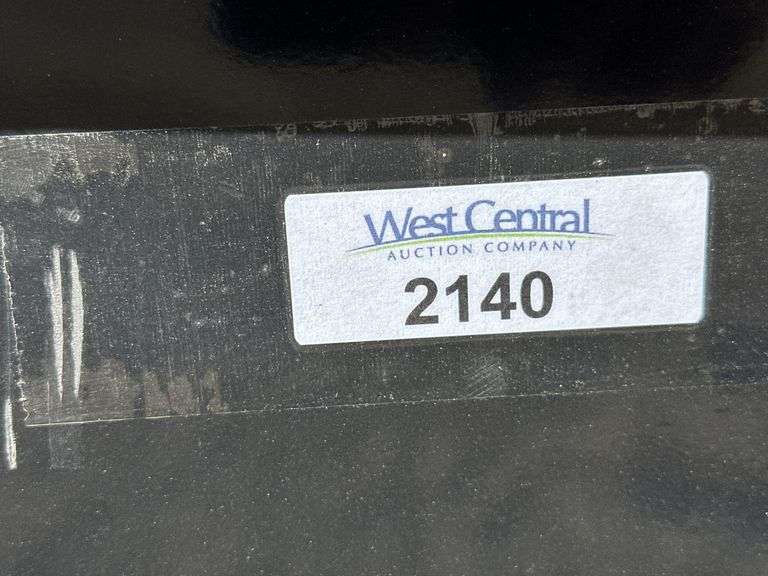 West Central
AUCTION COMPANY
2140